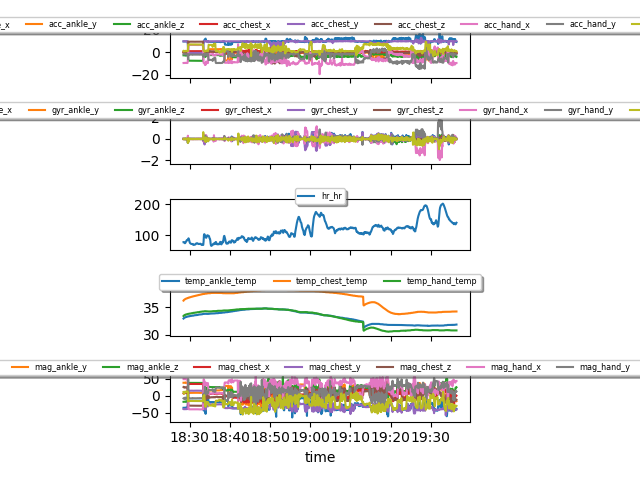 e_x acc_ankle_y acc_ankle_z acc_chest_x acc_chest_y acc_chest_z acc_hand_x acc_hand_y
0
−20
e_x gyr_ankle_y gyr_ankle_z gyr_chest_x gyr_chest_y gyr_chest_z gyr_hand_x gyr_hand_y
2
0
−2
hr_hr
200
100
temp_ankle_temp temp_chest_temp temp_hand_temp
35
30
mag_ankle_y mag_ankle_z mag_chest_x mag_chest_y mag_chest_z mag_hand_x mag_hand_y
50
0
−50
18:30 18:40 18:50 19:00 19:10 19:20 19:30
time